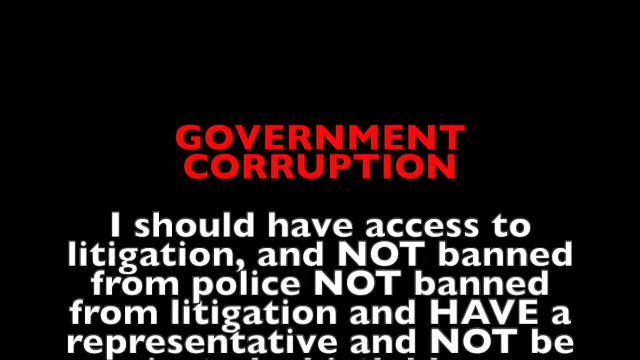 GOVERNMENT
CORRUPTION
I should have access to
litigation, and NOT banned
from police NOT banned
from litigation and HAVE a
representative and NOT be